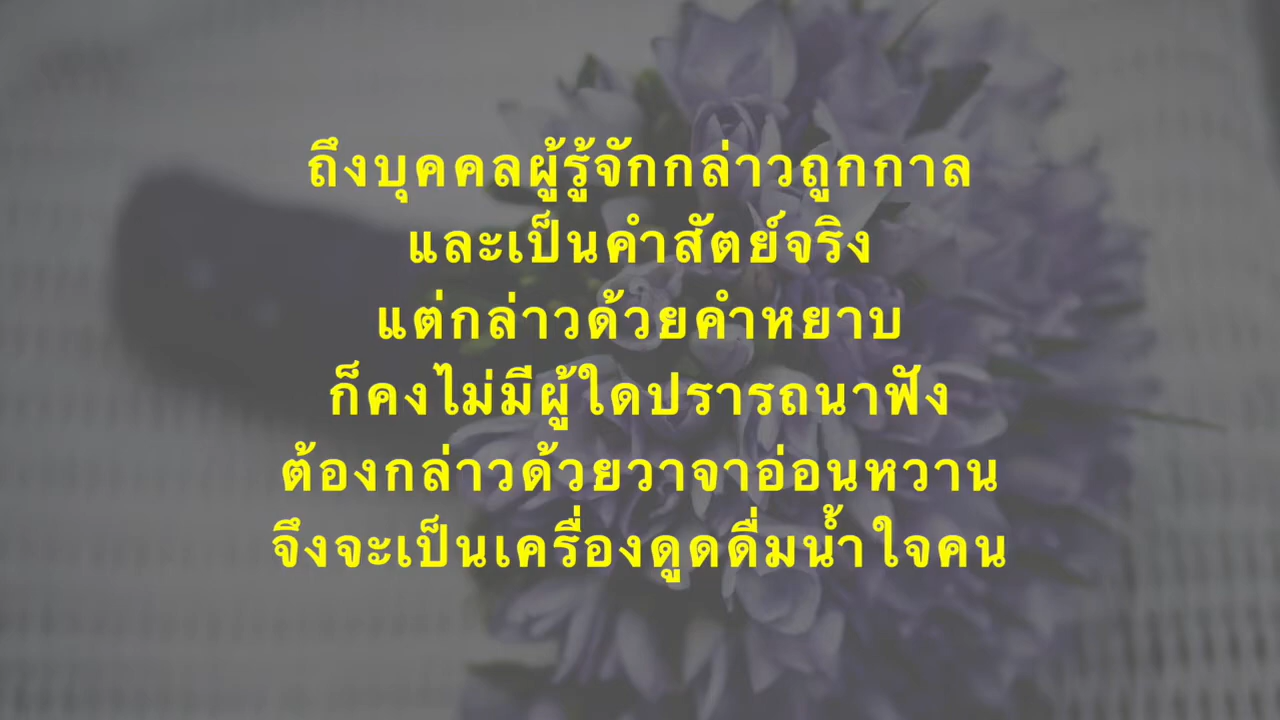 ถึงบุคคลผู้รู้จักกล่าวถูกกาล
และเป็นคำสัตย์จริง
แต่กล่าวด้วยคำหยาบ
ก็คงไม่มีผู้ใดปรารถนาฟัง
ต้องกล่าวด้วยวาจาอ่อนหวาน
จึงจะเป็นเครื่องดูดดื่มน้ำใจคน